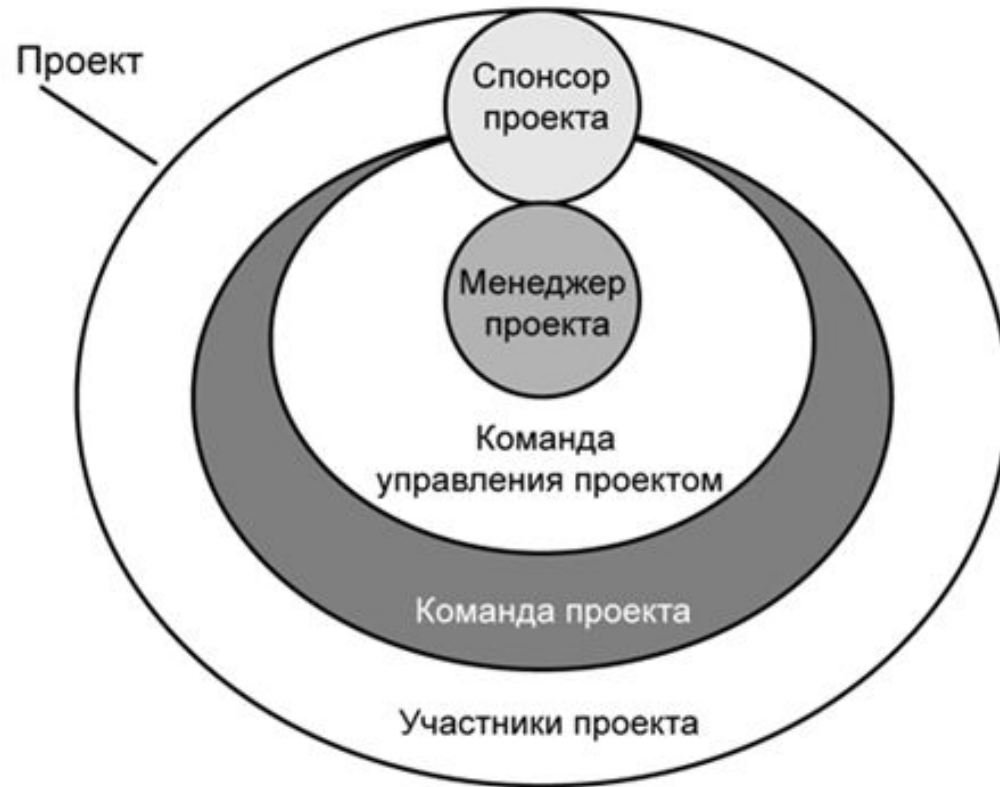 Проект
Спонсор
проекта
Менеджер
проекта
Команда
управления проектом
Команда проекта
Участники проекта